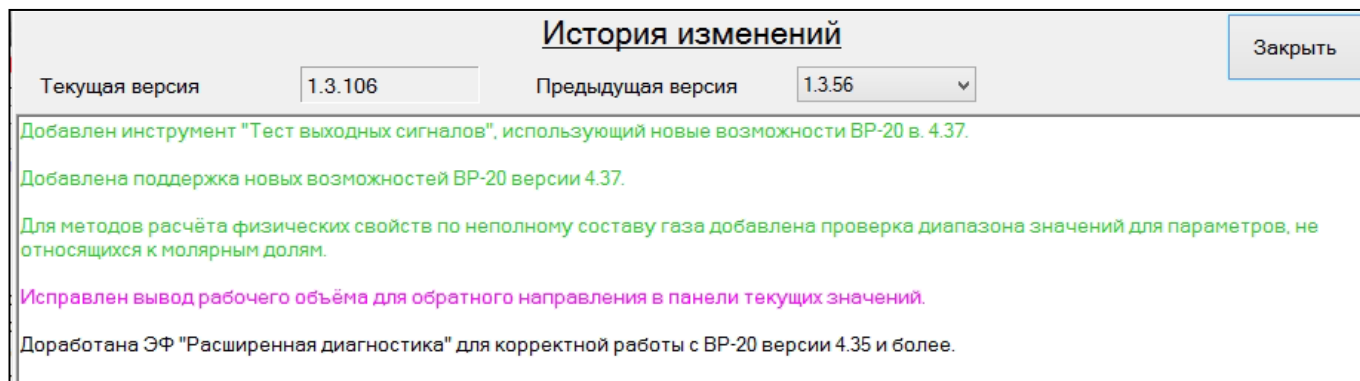 История изменений
Закрыть
Текущая версия
1.3.106
Предыдущая версия
1.3.56
Добавлен инструмент "Тест выходных сигналов", использующий новые возможности ВР-20 в. 4.37.
Добавлена поддержка новых возможностей ВР-20 версии 4.37.
Для методов расчёта физических свойств по неполному составу газа добавлена проверка диапазона значений для параметров, не
относящихся к молярным долям.
Исправлен вывод рабочего объёма для обратного направления в панели текущих значений.
Доработана ЭФ "Расширенная диагностика" для корректной работы с ВР-20 версии 4.35 и более.